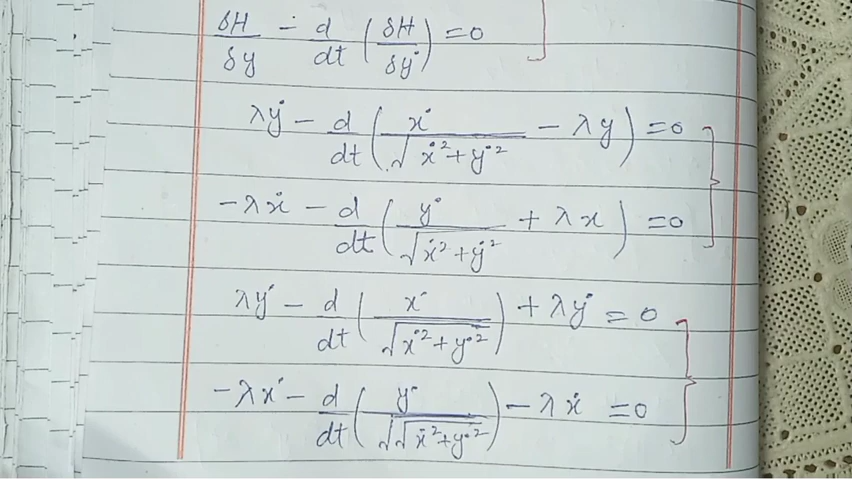 δH/δy - d/dt (δH/δẏ) = 0
λẏ - d/dt (ẋ/√(ẋ²+ẏ²) - λy) = 0
-λẋ - d/dt (ẏ/√(ẋ²+ẏ²) + λx) = 0
λẏ - d/dt (ẋ/√(ẋ²+ẏ²)) + λẏ = 0
-λẋ - d/dt (ẏ/√√(ẋ²+ẏ²)) - λẋ = 0